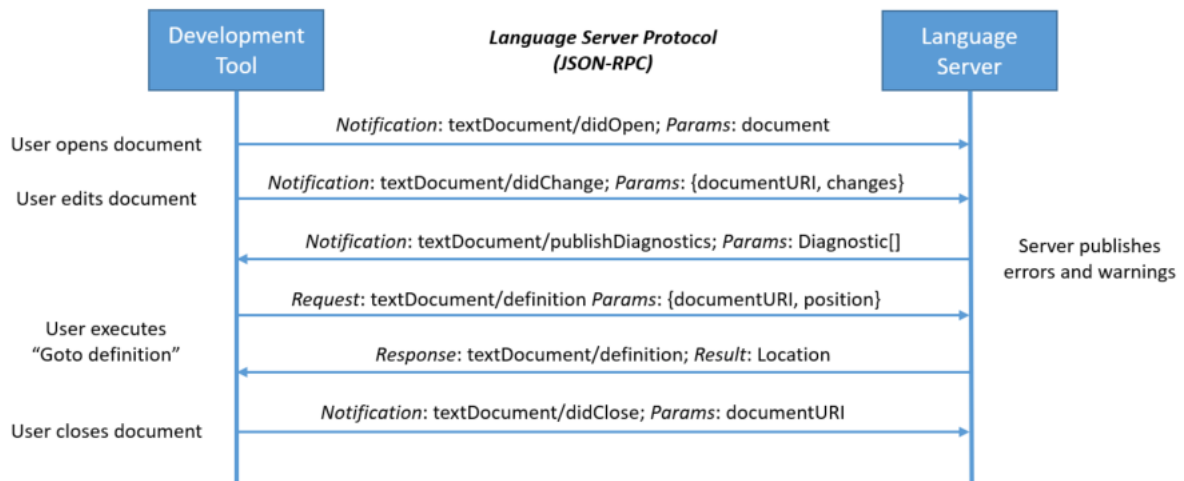 Development
Tool
Language Server Protocol
(JSON-RPC)
Language
Server
Notification: textDocument/didOpen; Params: document
User opens document
Notification: textDocument/didChange; Params: {documentURI, changes}
User edits document
Notification: textDocument/publishDiagnostics; Params: Diagnostic[]
Server publishes
errors and warnings
Request: textDocument/definition Params: {documentURI, position}
User executes
“Goto definition”
Response: textDocument/definition; Result: Location
Notification: textDocument/didClose; Params: documentURI
User closes document